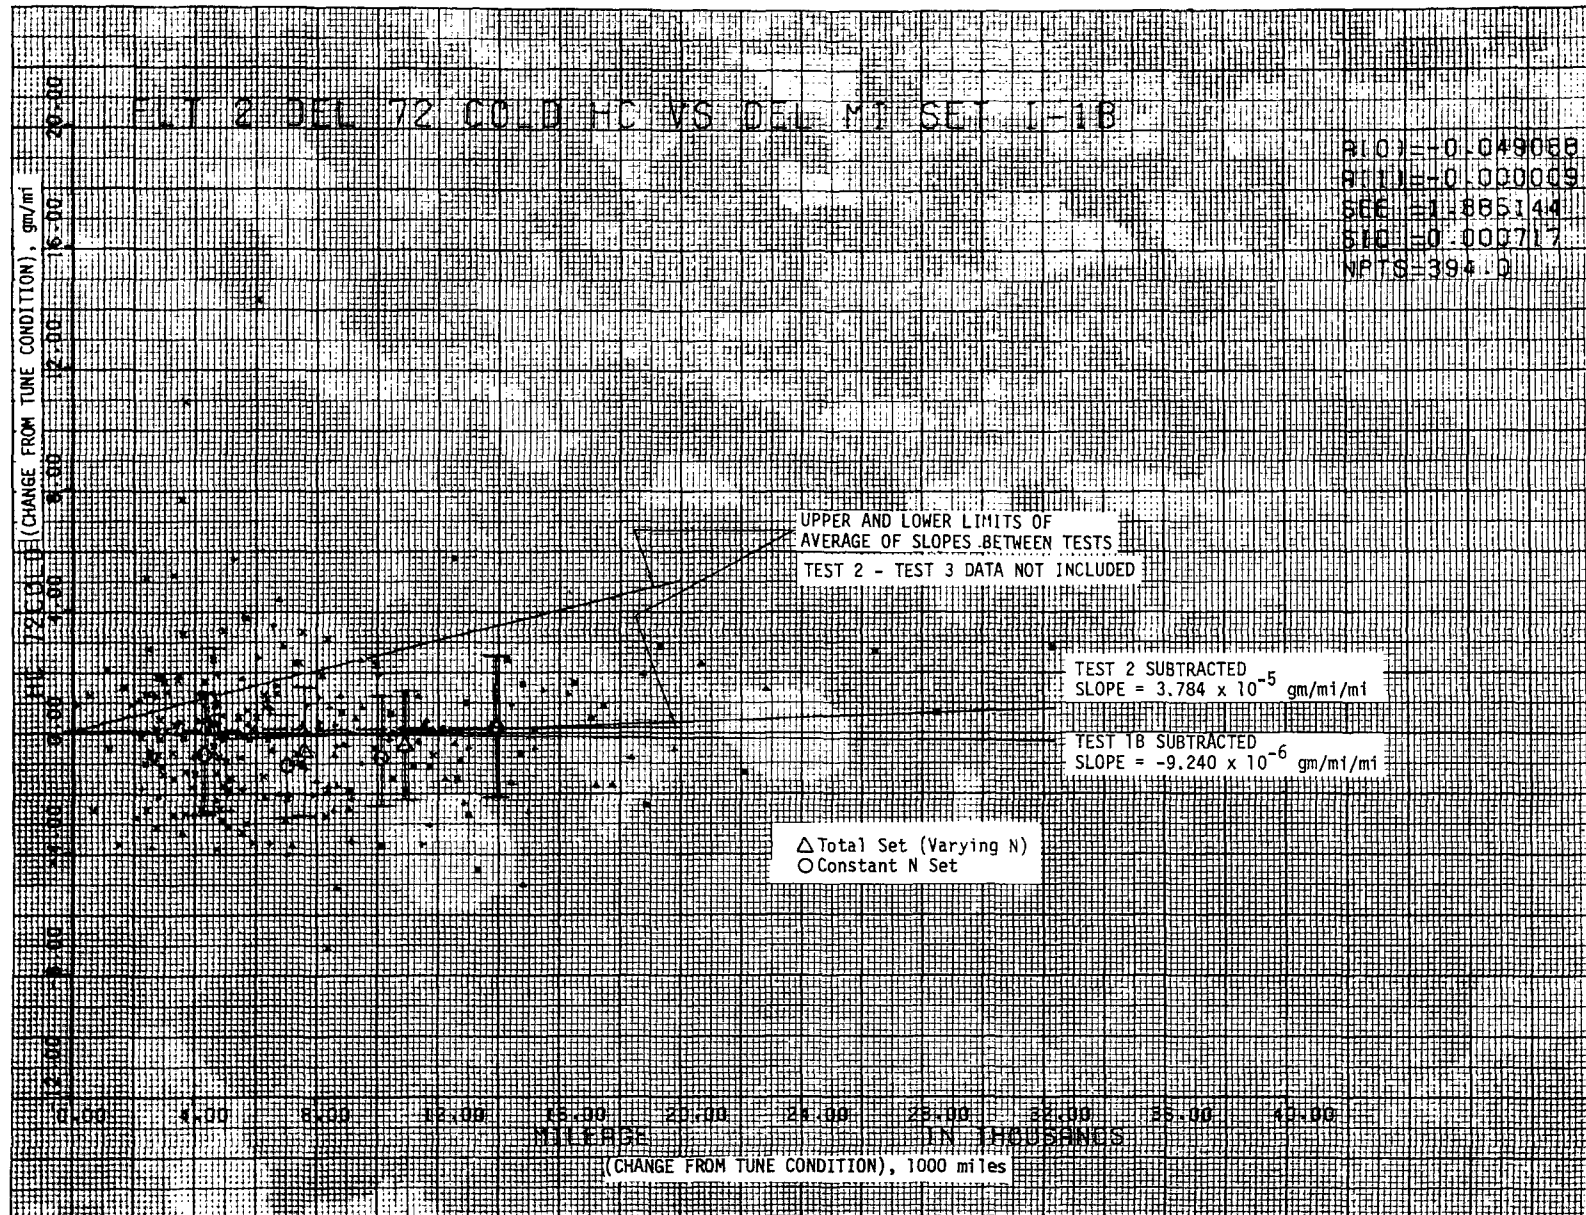 FLT 2 DEL 72 COLD HC VS DEL MI SET I-1B
A(0)=-0.049088
A(1)=-0.000009
SEE =1.885144
SIO =0.000717
NPTS=394.0
HC 72COLD (CHANGE FROM TUNE CONDITION), gm/mi
20.00
16.00
12.00
8.00
4.00
0.00
-4.00
-8.00
UPPER AND LOWER LIMITS OF
AVERAGE OF SLOPES BETWEEN TESTS
TEST 2 - TEST 3 DATA NOT INCLUDED
TEST 2 SUBTRACTED
SLOPE = 3.784 x 10-5 gm/mi/mi
TEST 1B SUBTRACTED
SLOPE = -9.240 x 10-6 gm/mi/mi
△ Total Set (Varying N)
○ Constant N Set
12.00
0.00 4.00 8.00 12.00 16.00 20.00 24.00 28.00 32.00 36.00 40.00
MILEAGE IN THOUSANDS
(CHANGE FROM TUNE CONDITION), 1000 miles